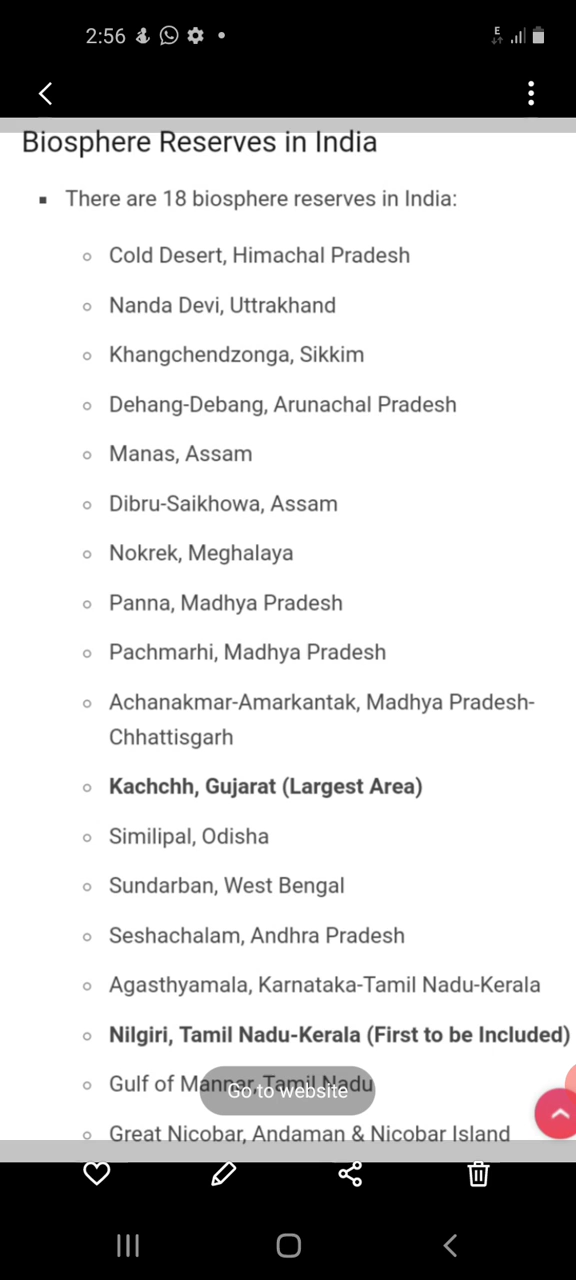 2:56
E
Biosphere Reserves in India
There are 18 biosphere reserves in India:
Cold Desert, Himachal Pradesh
Nanda Devi, Uttrakhand
Khangchendzonga, Sikkim
Dehang-Debang, Arunachal Pradesh
Manas, Assam
Dibru-Saikhowa, Assam
Nokrek, Meghalaya
Panna, Madhya Pradesh
Pachmarhi, Madhya Pradesh
Achanakmar-Amarkantak, Madhya Pradesh-
Chhattisgarh
Kachchh, Gujarat (Largest Area)
Similipal, Odisha
Sundarban, West Bengal
Seshachalam, Andhra Pradesh
Agasthyamala, Karnataka-Tamil Nadu-Kerala
Nilgiri, Tamil Nadu-Kerala (First to be Included)
Gulf of Mannar, Tamil Nadu
Go to website
Great Nicobar, Andaman & Nicobar Island